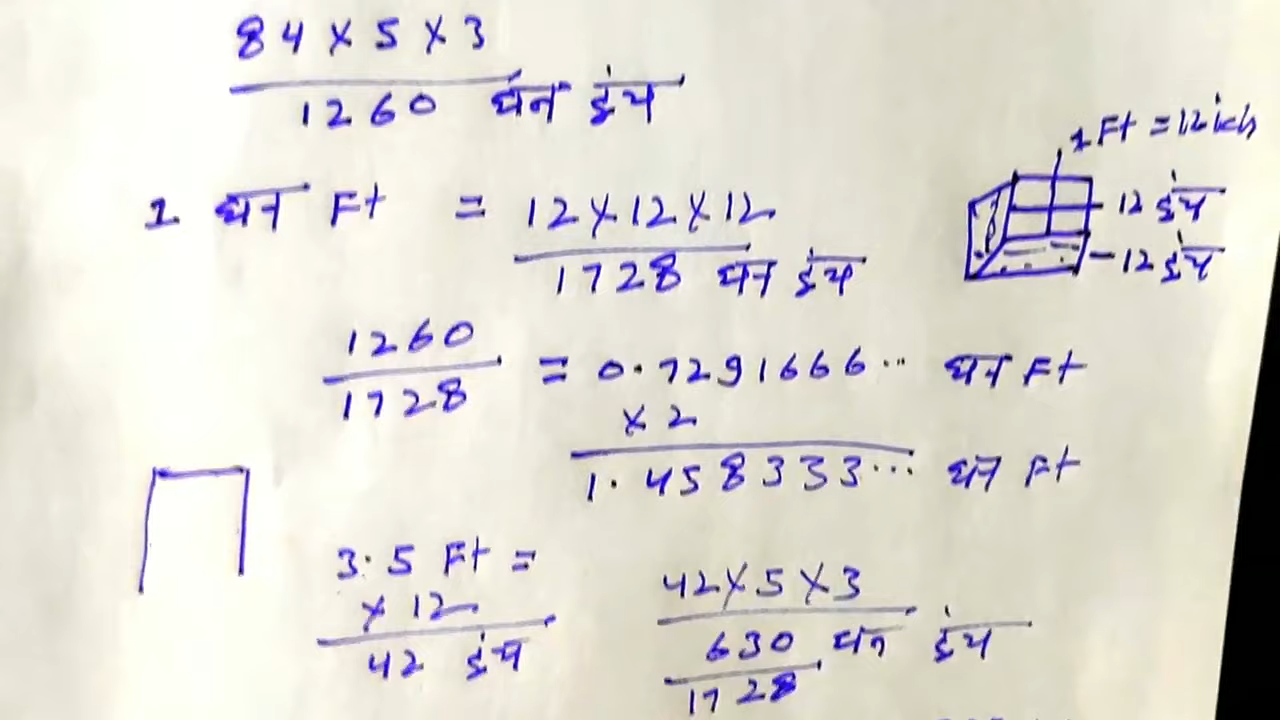 84 x 5 x 3
1260 घन इंच
1 Ft = 12 ich
1 घन Ft = 12 x 12 x 12
12 इंच
1728 घन इंच
12 इंच
1260
1728
= 0.7291666... घन Ft
x 2
1.458333... घन Ft
3.5 Ft =
x 12
42 इंच
42 x 5 x 3
630 घन इंच
1728